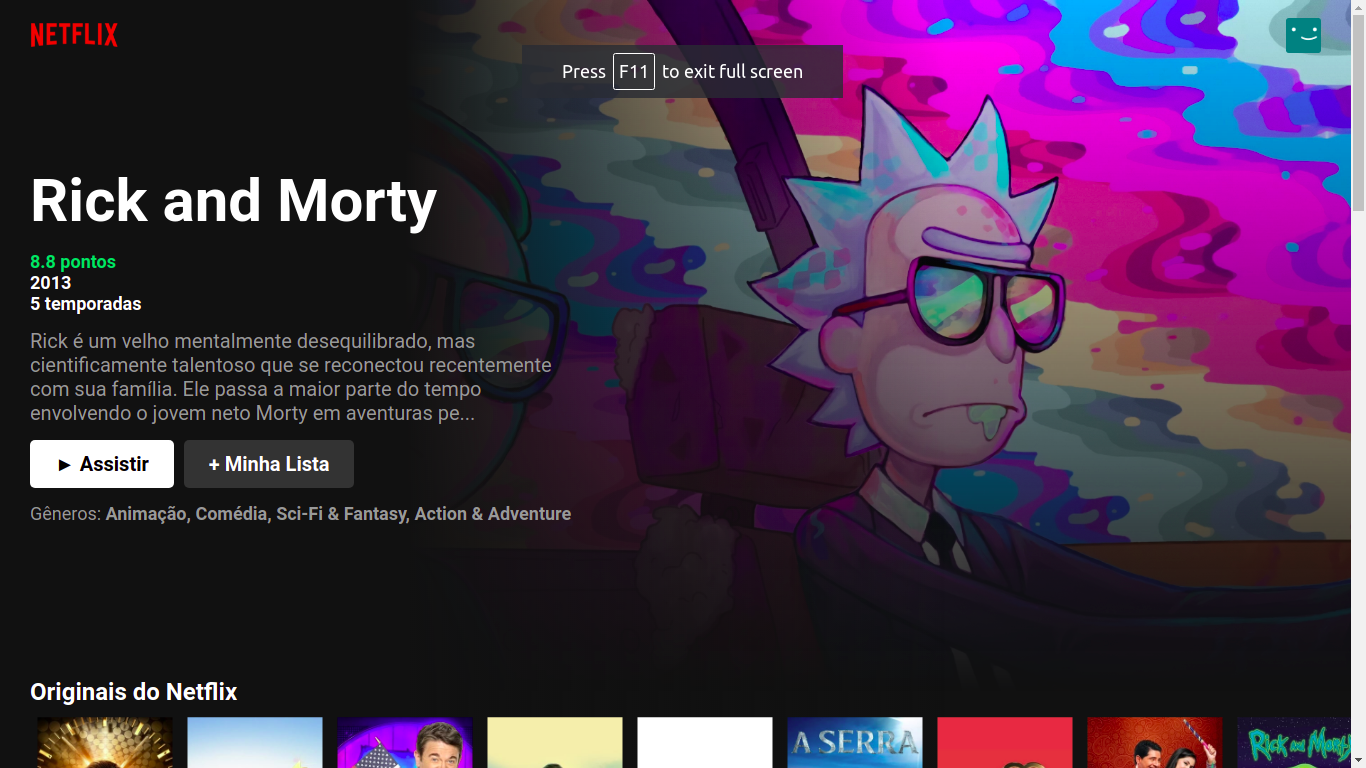 NETFLIX
Press F11 to exit full screen
Rick and Morty
8.8 pontos
2013
5 temporadas
Rick é um velho mentalmente desequilibrado, mas
cientificamente talentoso que se reconectou recentemente
com sua família. Ele passa a maior parte do tempo
envolvendo o jovem neto Morty em aventuras pe...
► Assistir
+ Minha Lista
Gêneros: Animação, Comédia, Sci-Fi & Fantasy, Action & Adventure
Originais do Netflix
A SERRA
Rick and Morty